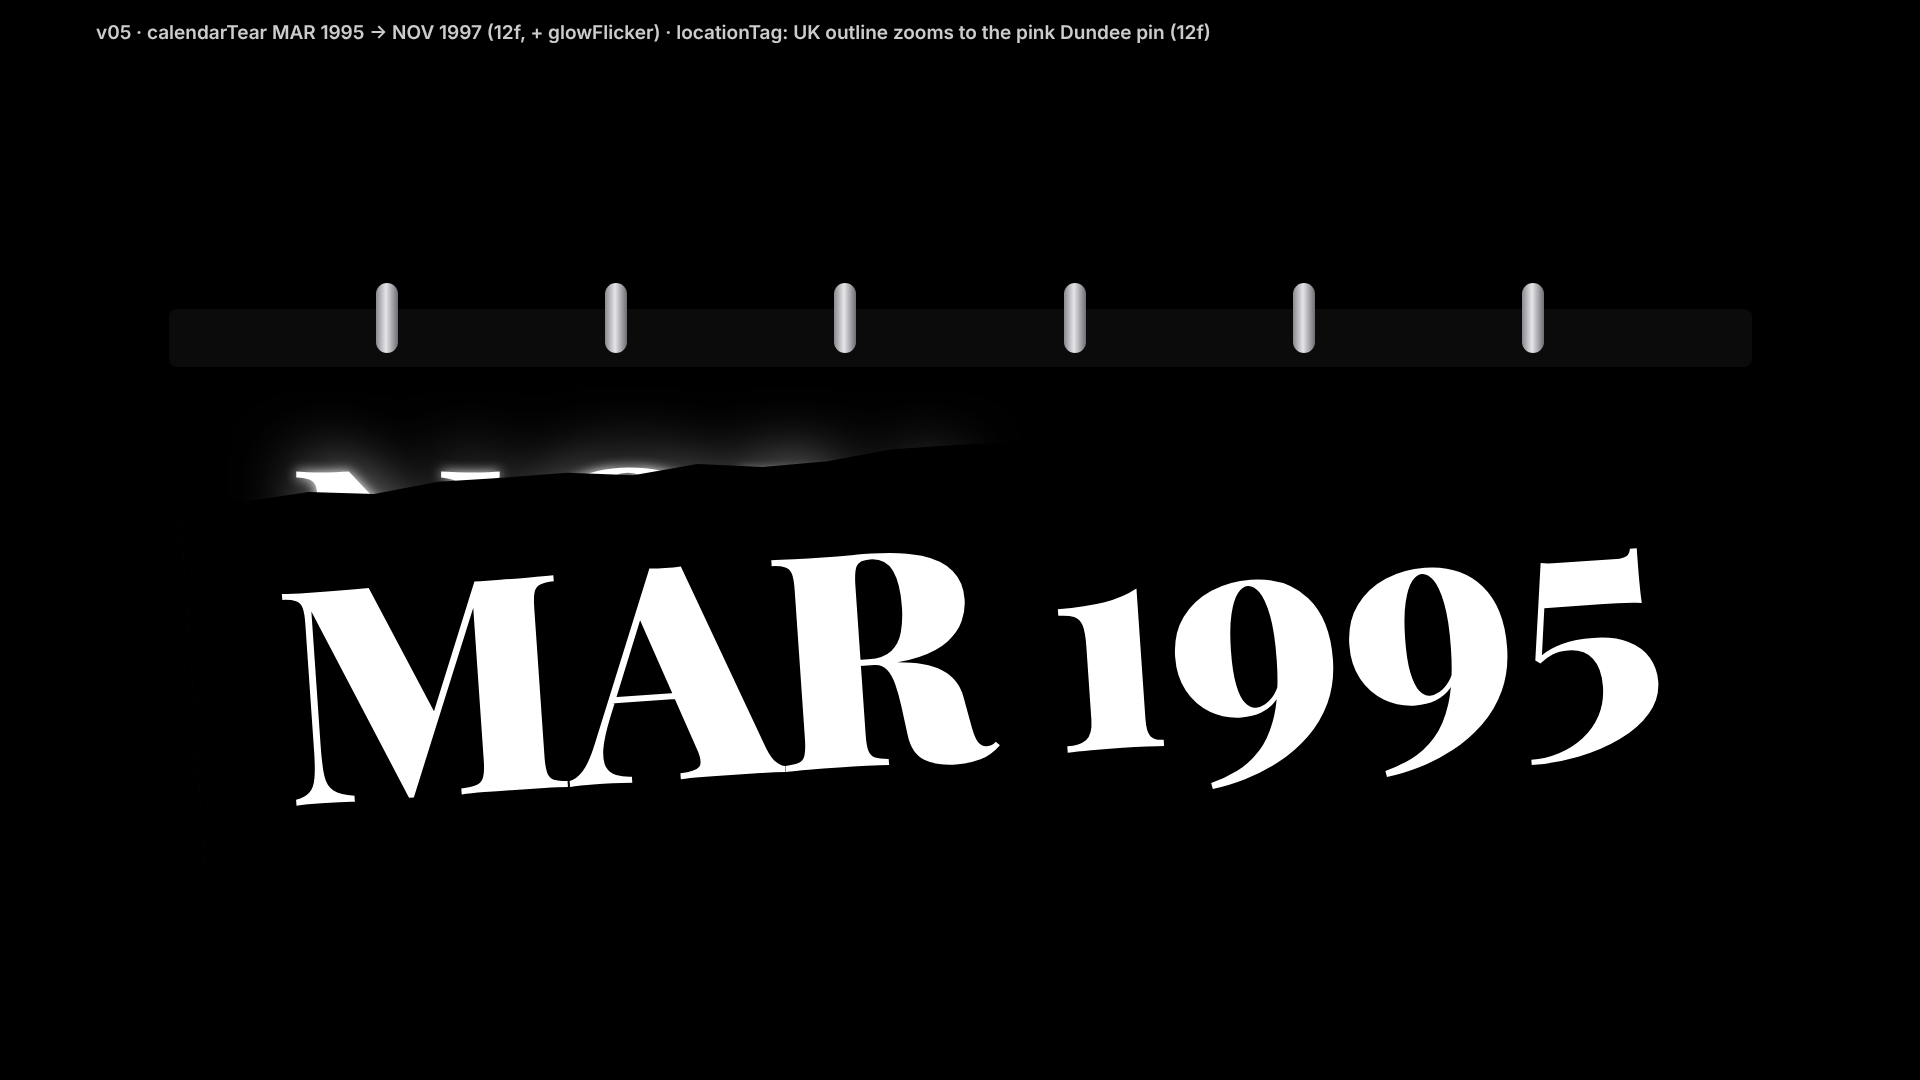 v05 · calendarTear MAR 1995 → NOV 1997 (12f, + glowFlicker) · locationTag: UK outline zooms to the pink Dundee pin (12f)
MAR 1995